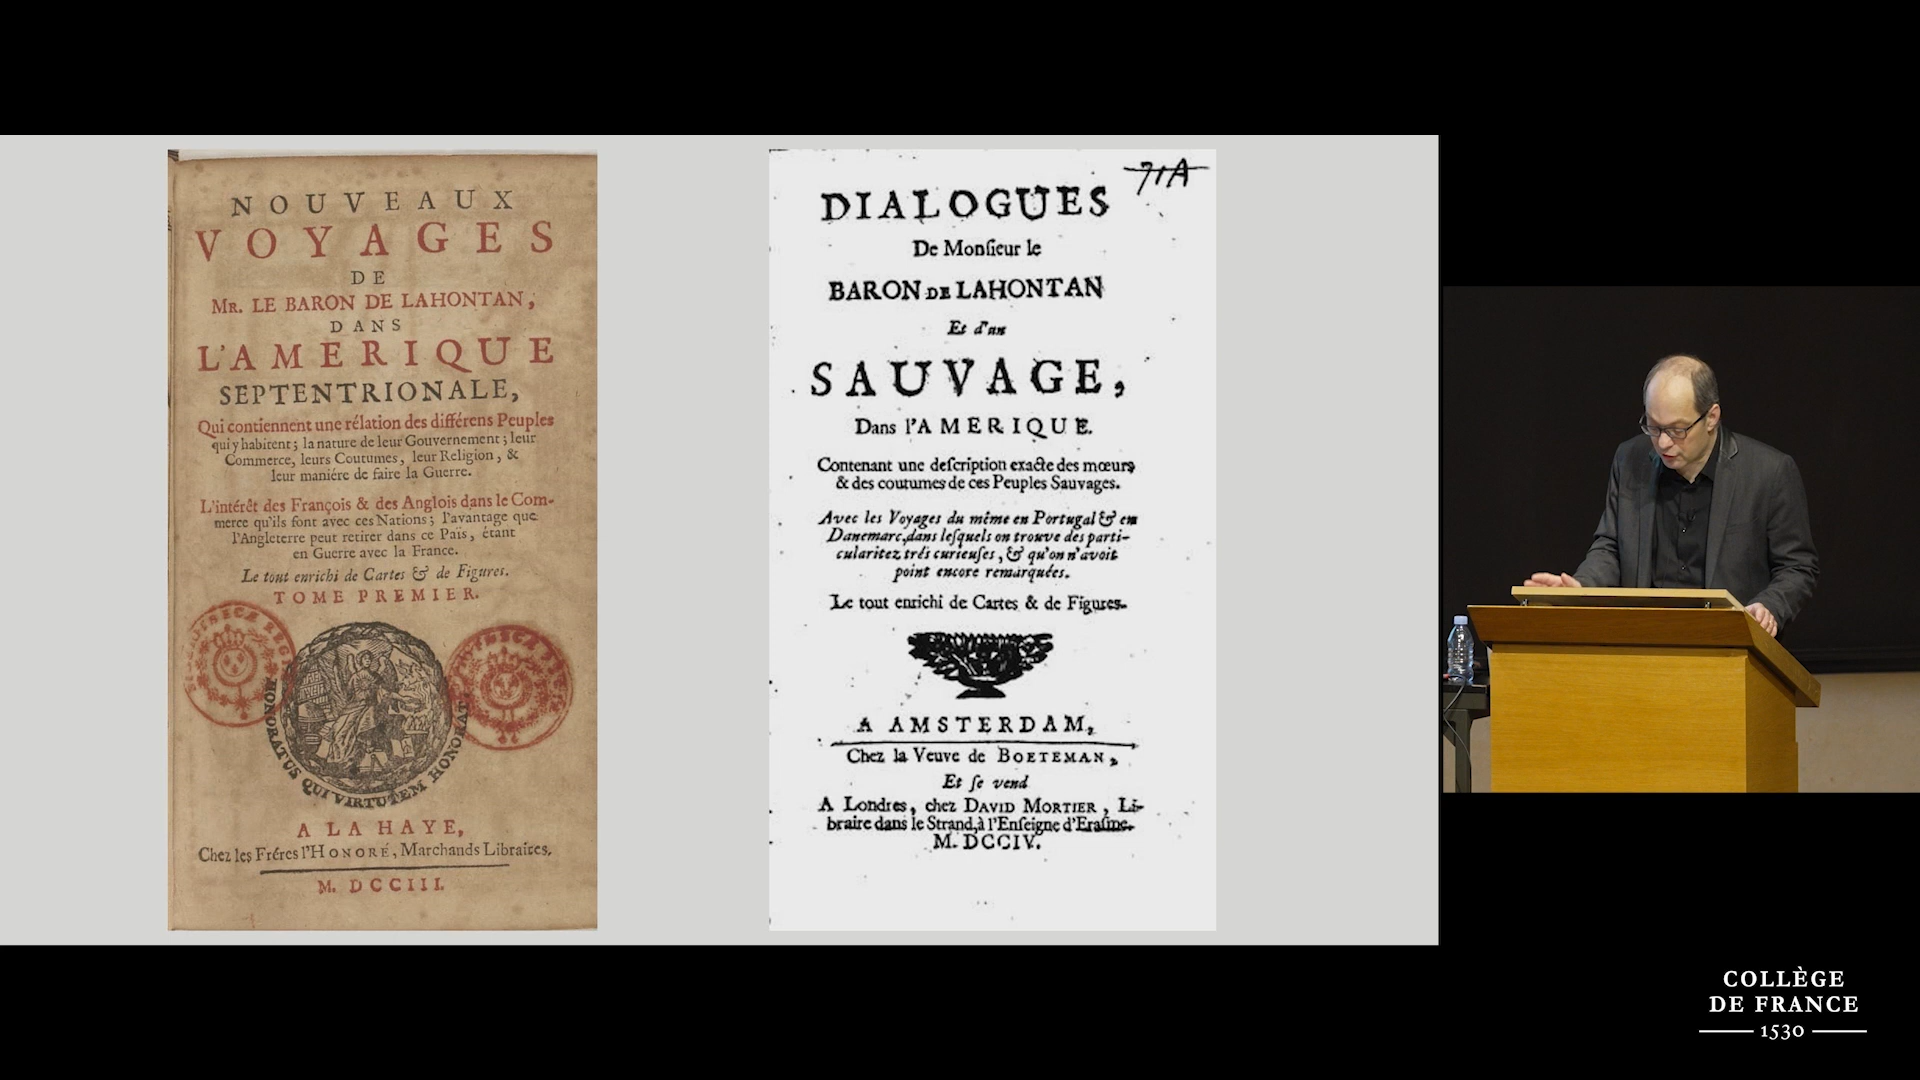 NOUVEAUX
VOYAGES
DE
MR. LE BARON DE LAHONTAN,
DANS
L'AMERIQUE
SEPTENTRIONALE,
Qui contiennent une rélation des différens Peuples
qui y habitent; la nature de leur Gouvernement; leur
Commerce, leurs Coutumes, leur Religion, &
leur maniére de faire la Guerre.
L'intérêt des François & des Anglois dans le Com-
merce qu'ils font avec ces Nations; l'avantage que
l'Angleterre peut retirer dans ce Païs, étant
en Guerre avec la France.
Le tout enrichi de Cartes & de Figures.
TOME PREMIER.
HONORATUS QUI VIRTUTEM HONORAT
A LA HAYE,
Chez les Fréres l'HONORÉ, Marchands Libraires.
M. DCCIII.
71A
DIALOGUES
De Monſieur le
BARON DE LAHONTAN
Et d'un
SAUVAGE,
Dans l'AMERIQUE.
Contenant une deſcription exacte des mœurs
& des coutumes de ces Peuples Sauvages.
Avec les Voyages du même en Portugal & en
Danemarc, dans leſquels on trouve des parti-
cularitez trés curieuſes, & qu'on n'avoit
point encore remarquées.
Le tout enrichi de Cartes & de Figures.
A AMSTERDAM,
Chez la Veuve de BOETEMAN,
Et ſe vend
A Londres, chez DAVID MORTIER, Li-
braire dans le Strand, à l'Enſeigne d'Eraſme.
M. DCCIV.
COLLÈGE
DE FRANCE
1530